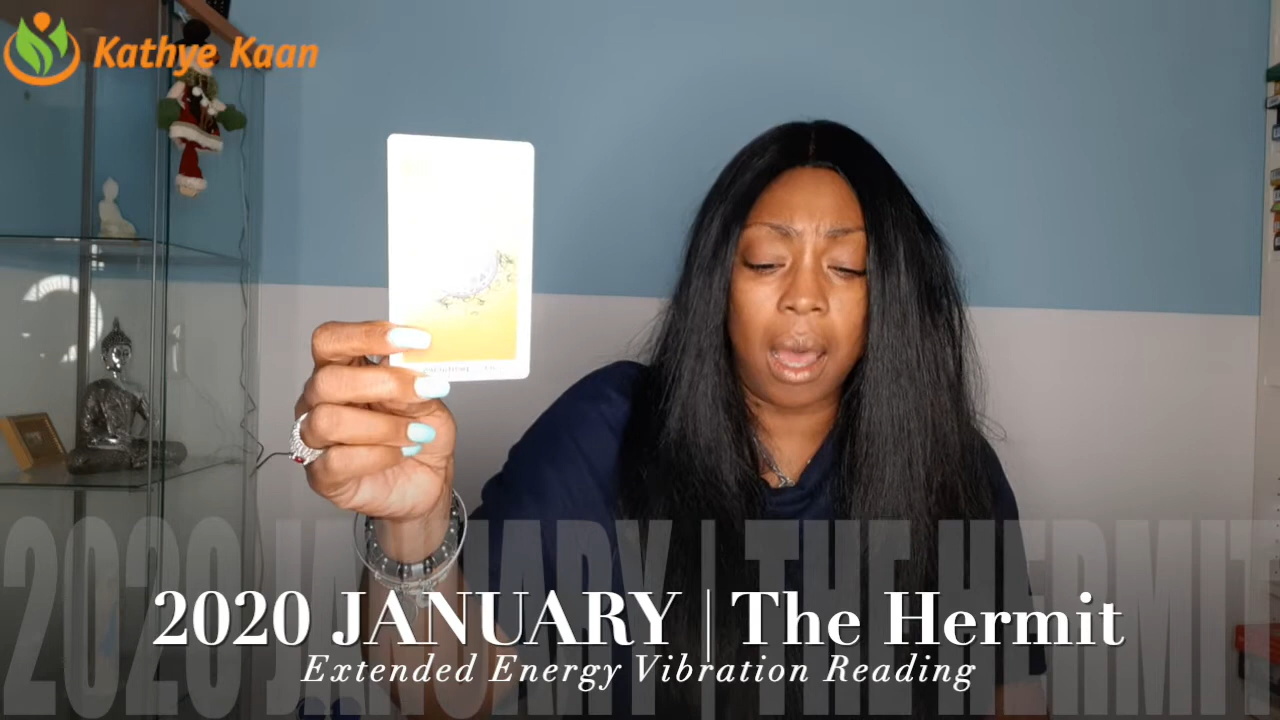 Kathye Kaan
2020 JANUARY | THE HERMIT
2020 JANUARY | The Hermit
Extended Energy Vibration Reading